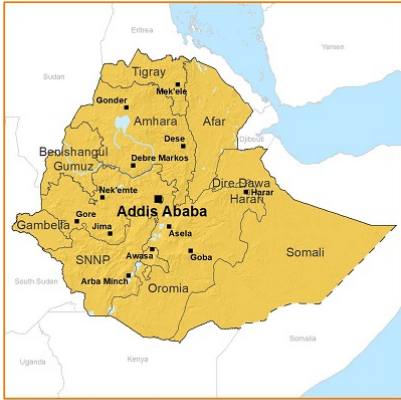 Eritrea
Sudan
Yemen
Tigray
Mek'ele
Gonder
Amhara
Afar
Djibouti
Dese
Benishangul
Gumuz
Debre Markos
Dire Dawa
Harar
Harari
Nek'emte
Addis Ababa
Gambella
Gore
Jima
Asela
Somali
SNNP
Awasa
Goba
South Sudan
Arba Minch
Oromia
Somalia
Uganda
Kenya